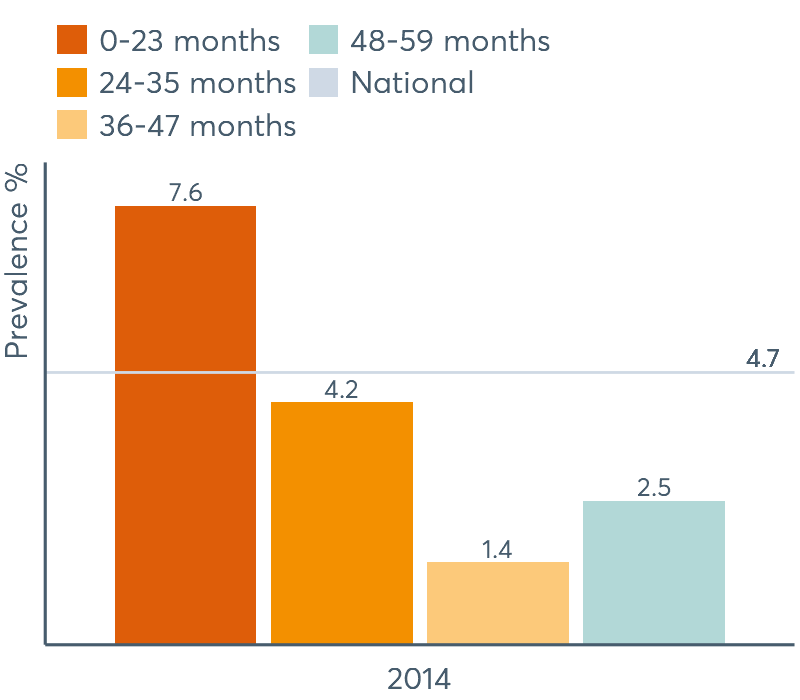 0-23 months
48-59 months
24-35 months
National
36-47 months
Prevalence %
7.6
4.7
4.2
2.5
1.4
2014